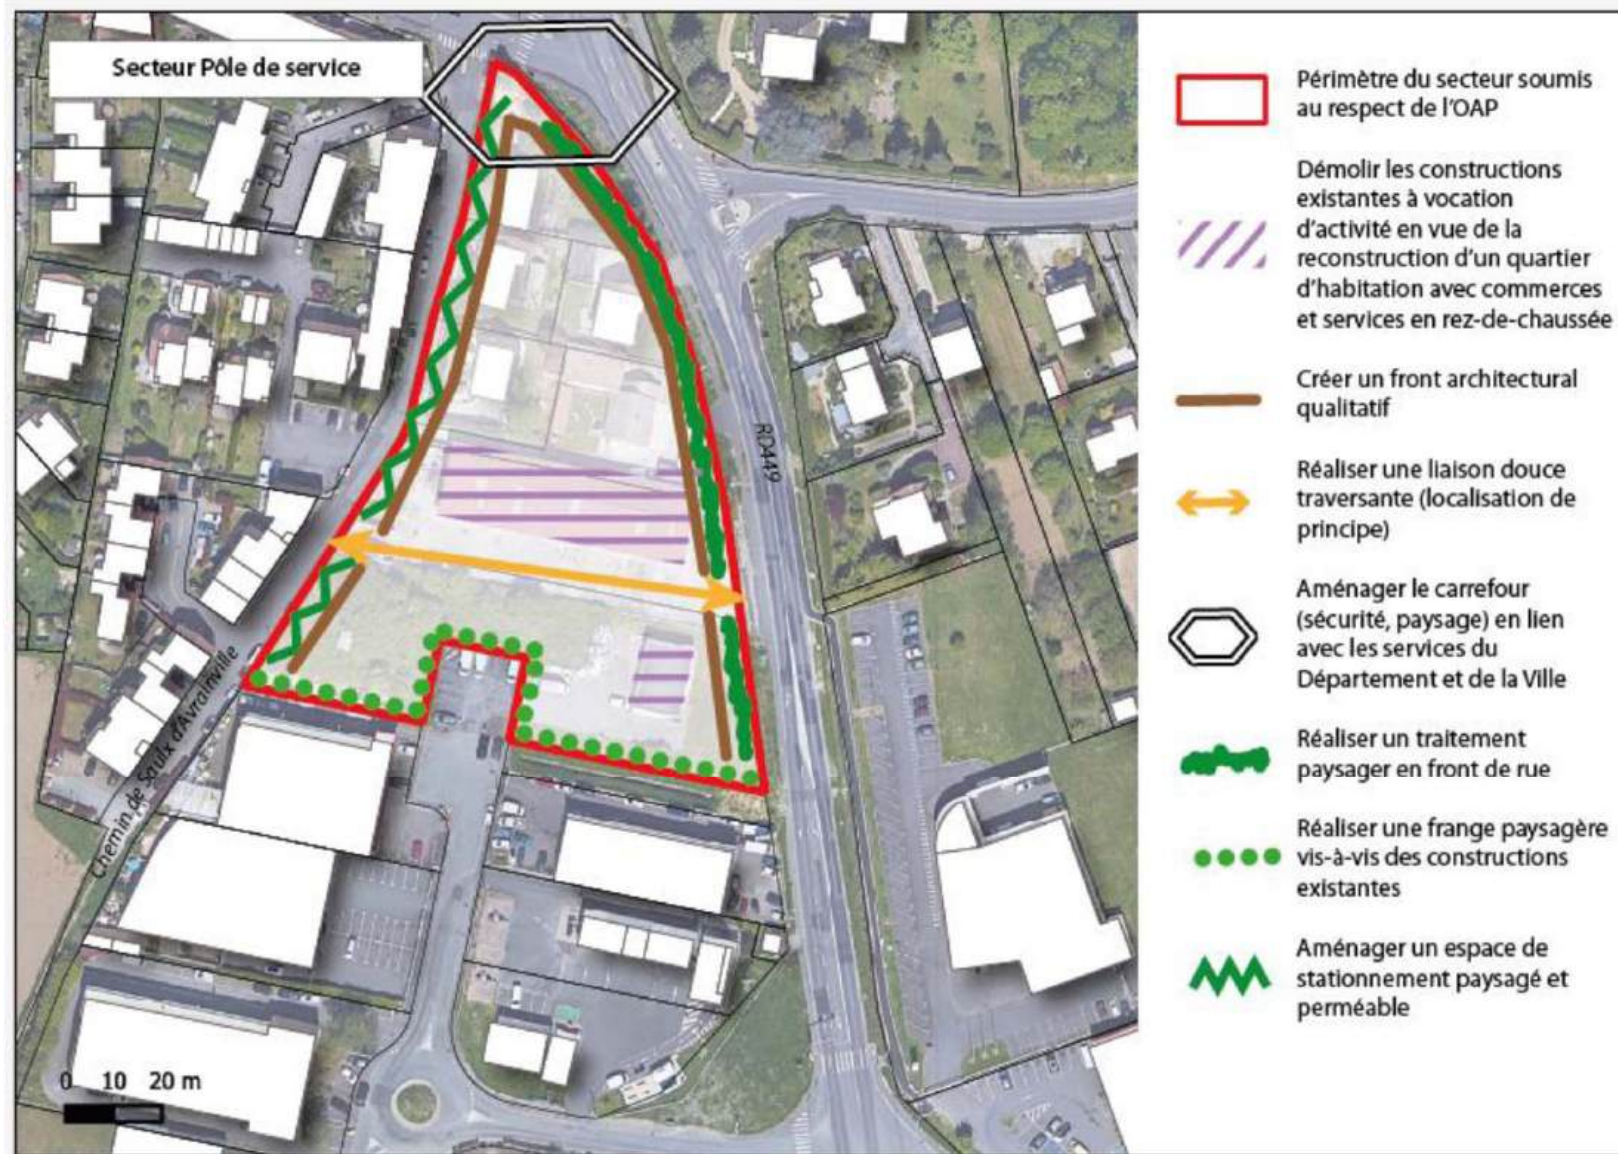 Secteur Pôle de service
RD449
Chemin de Saulx d'Avrainville
0 10 20 m
Périmètre du secteur soumis
au respect de l'OAP
Démolir les constructions
existantes à vocation
d'activité en vue de la
reconstruction d'un quartier
d'habitation avec commerces
et services en rez-de-chaussée
Créer un front architectural
qualitatif
Réaliser une liaison douce
traversante (localisation de
principe)
Aménager le carrefour
(sécurité, paysage) en lien
avec les services du
Département et de la Ville
Réaliser un traitement
paysager en front de rue
Réaliser une frange paysagère
vis-à-vis des constructions
existantes
Aménager un espace de
stationnement paysagé et
perméable